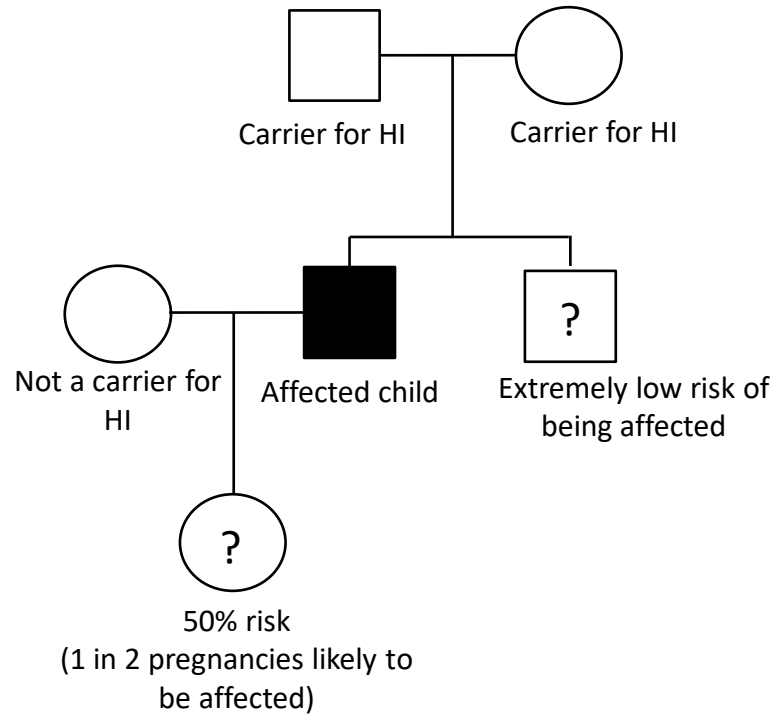 Carrier for HI
Carrier for HI
?
Not a carrier for
HI
Affected child
Extremely low risk of
being affected
?
50% risk
(1 in 2 pregnancies likely to
be affected)